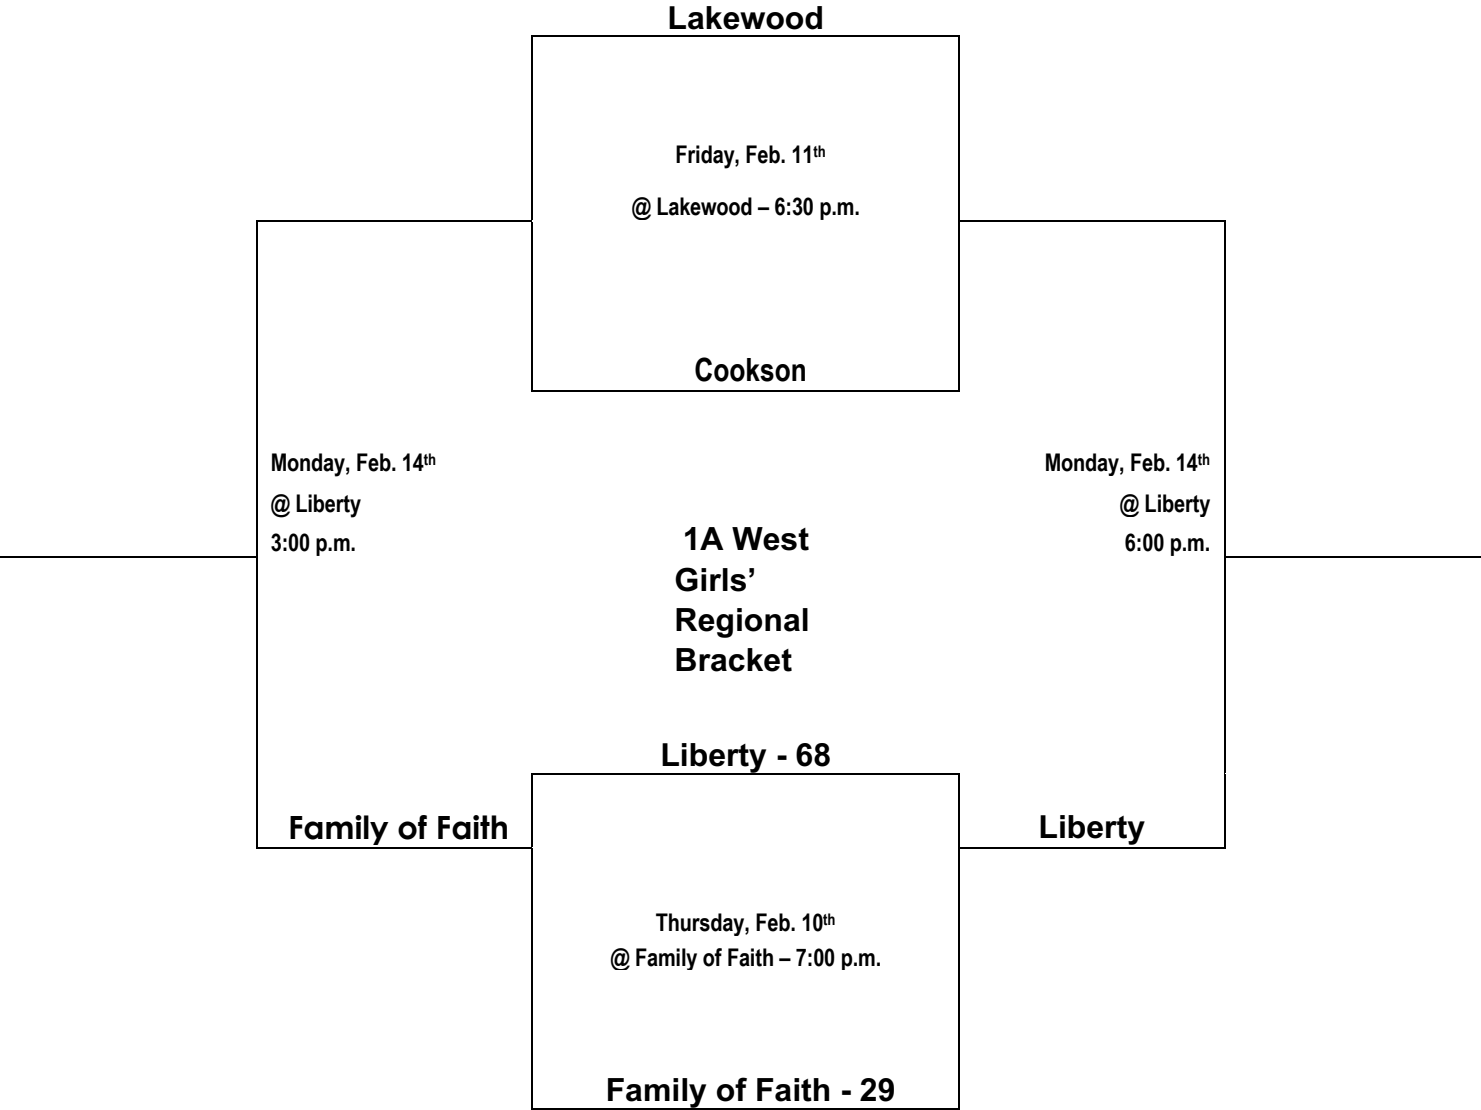 Lakewood
Friday, Feb. 11th
@ Lakewood – 6:30 p.m.
Cookson
Monday, Feb. 14th
@ Liberty
3:00 p.m.
Monday, Feb. 14th
@ Liberty
6:00 p.m.
1A West
Girls’
Regional
Bracket
Liberty - 68
Family of Faith
Liberty
Thursday, Feb. 10th
@ Family of Faith – 7:00 p.m.
Family of Faith - 29